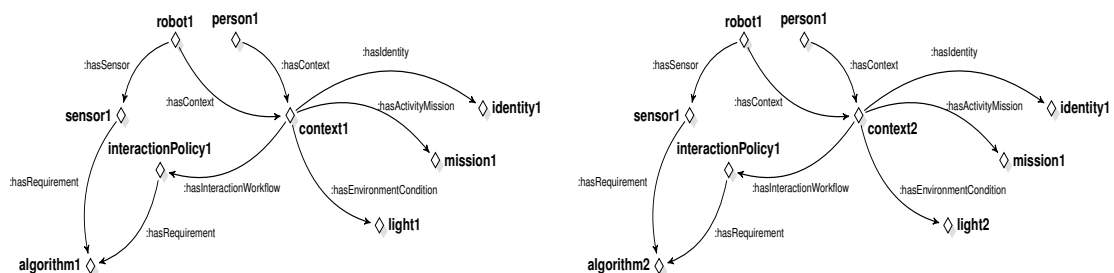 robot1
person1
:hasSensor
:hasContext
:hasIdentity
:hasContext
:hasActivityMission
sensor1
context1
identity1
interactionPolicy1
mission1
:hasRequirement
:hasInteractionWorkflow
:hasEnvironmentCondition
:hasRequirement
light1
algorithm1
robot1
person1
:hasSensor
:hasContext
:hasIdentity
:hasContext
:hasActivityMission
sensor1
context2
identity1
interactionPolicy1
mission1
:hasRequirement
:hasInteractionWorkflow
:hasEnvironmentCondition
:hasRequirement
light2
algorithm2